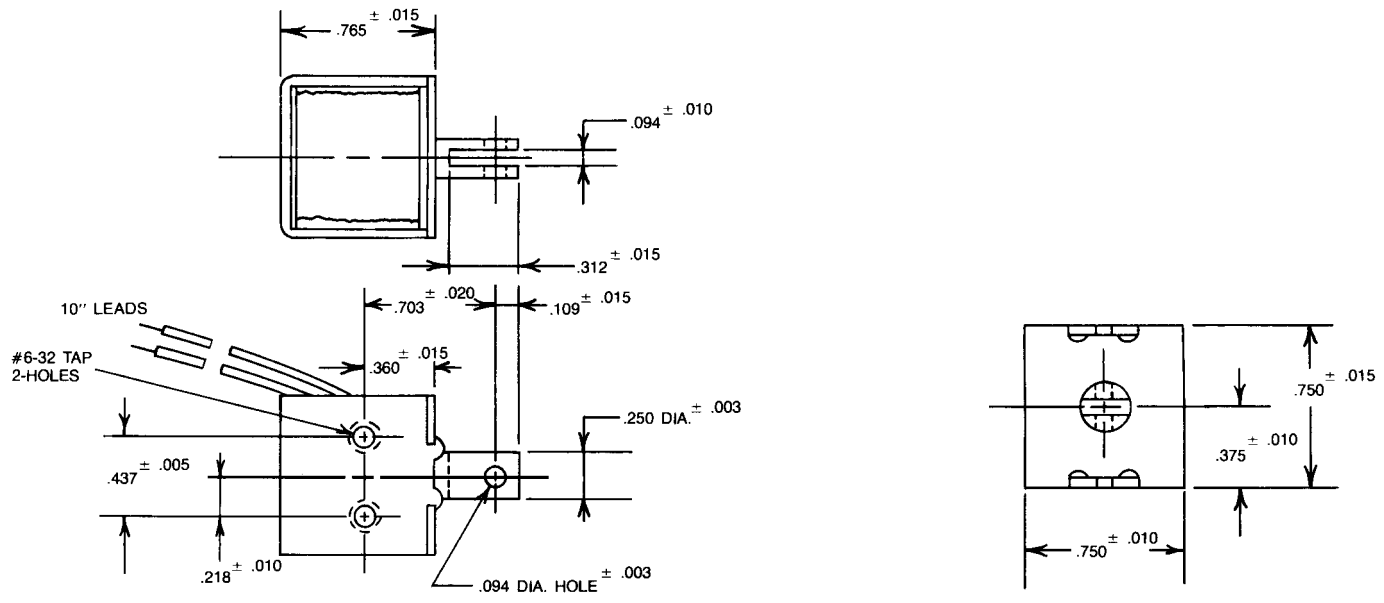 .765 ± .015
.094 ± .010
.312 ± .015
.703 ± .020
.109 ± .015
10'' LEADS
#6-32 TAP
2-HOLES
.360 ± .015
.250 DIA. ± .003
.437 ± .005
.218 ± .010
.094 DIA. HOLE ± .003
.750 ± .015
.375 ± .010
.750 ± .010